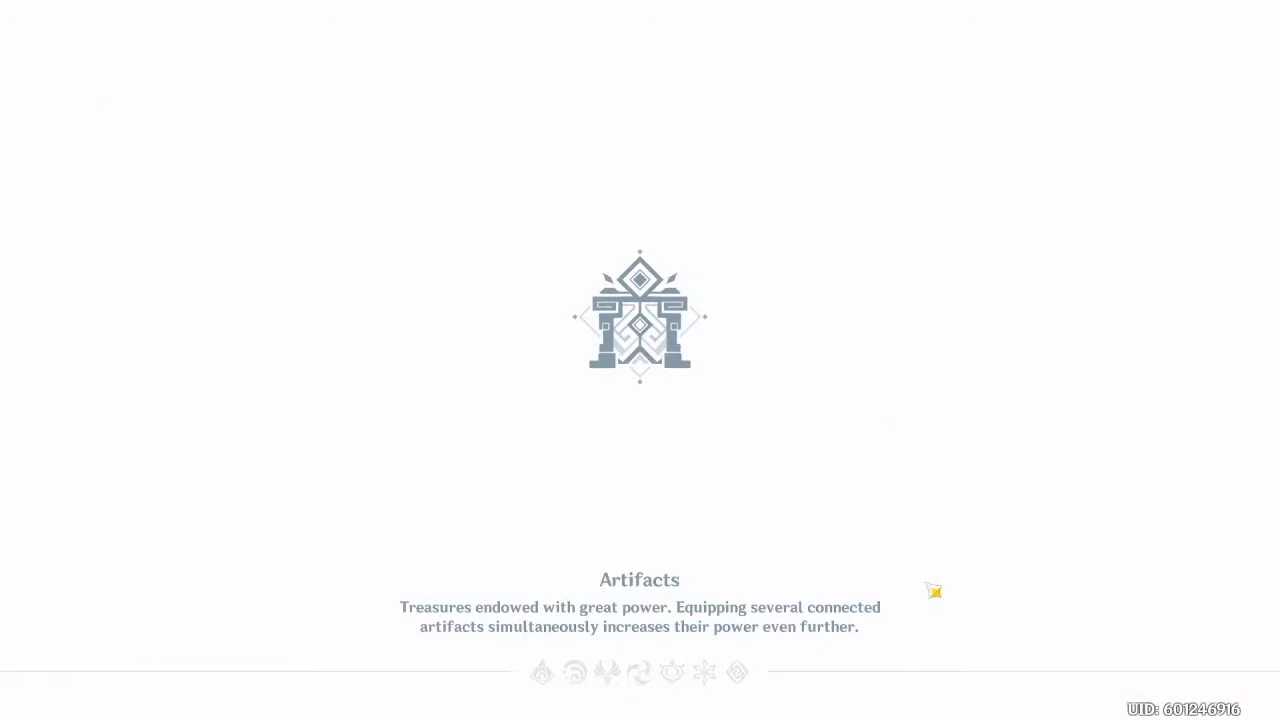 Artifacts
Treasures endowed with great power. Equipping several connected
artifacts simultaneously increases their power even further.
UID: 601246916